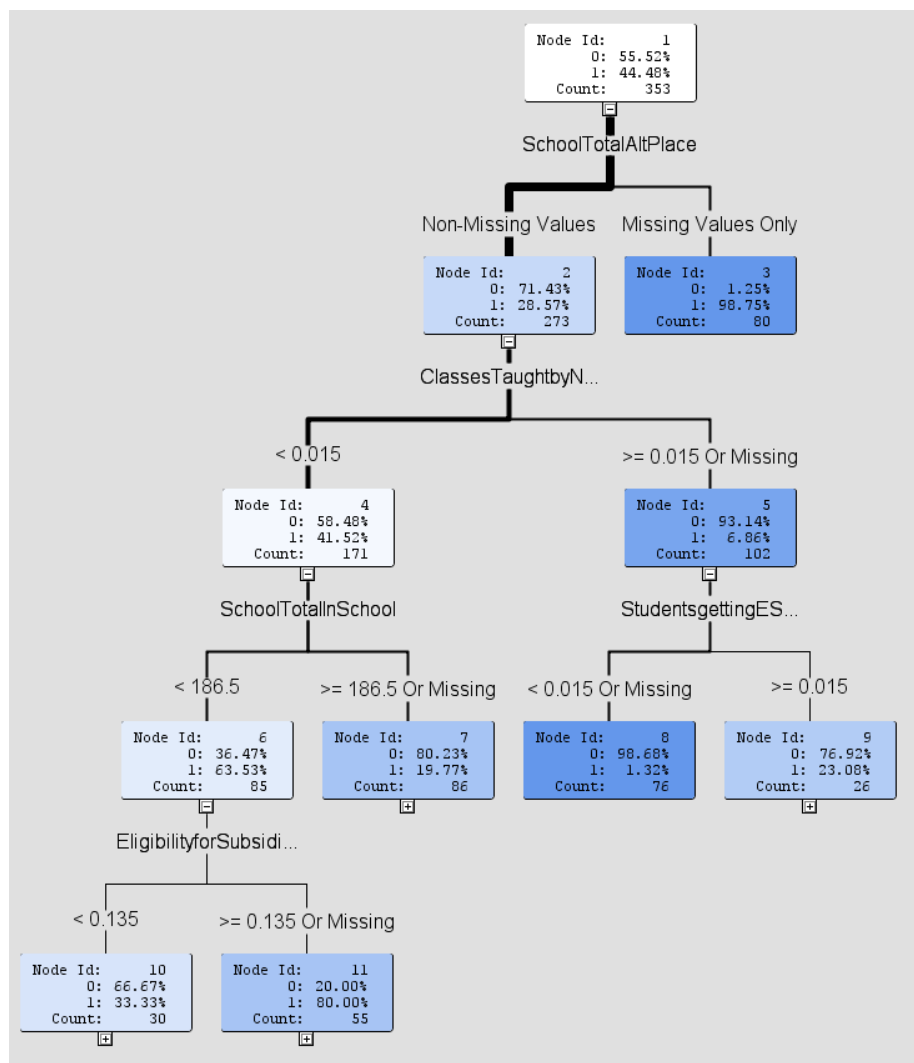 Node Id: 1
0: 55.52%
1: 44.48%
Count: 353
SchoolTotalAltPlace
Non-Missing Values
Missing Values Only
Node Id: 2
0: 71.43%
1: 28.57%
Count: 273
Node Id: 3
0: 1.25%
1: 98.75%
Count: 80
ClassesTaughtbyN...
< 0.015
>= 0.015 Or Missing
Node Id: 4
0: 58.48%
1: 41.52%
Count: 171
Node Id: 5
0: 93.14%
1: 6.86%
Count: 102
SchoolTotalInSchool
StudentsgettingES...
< 186.5
>= 186.5 Or Missing
< 0.015 Or Missing
>= 0.015
Node Id: 6
0: 36.47%
1: 63.53%
Count: 85
Node Id: 7
0: 80.23%
1: 19.77%
Count: 86
Node Id: 8
0: 98.68%
1: 1.32%
Count: 76
Node Id: 9
0: 76.92%
1: 23.08%
Count: 26
EligibilityforSubsidi...
< 0.135
>= 0.135 Or Missing
Node Id: 10
0: 66.67%
1: 33.33%
Count: 30
Node Id: 11
0: 20.00%
1: 80.00%
Count: 55